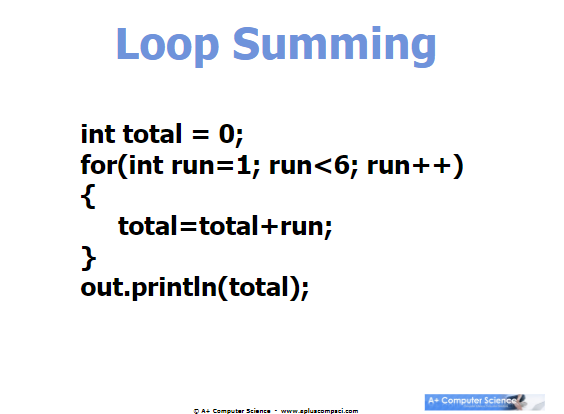 Loop Summing
int total = 0;
for(int run=1; run<6; run++)
{
total=total+run;
}
out.println(total);
© A+ Computer Science - www.apluscompsci.com
A+ Computer Science